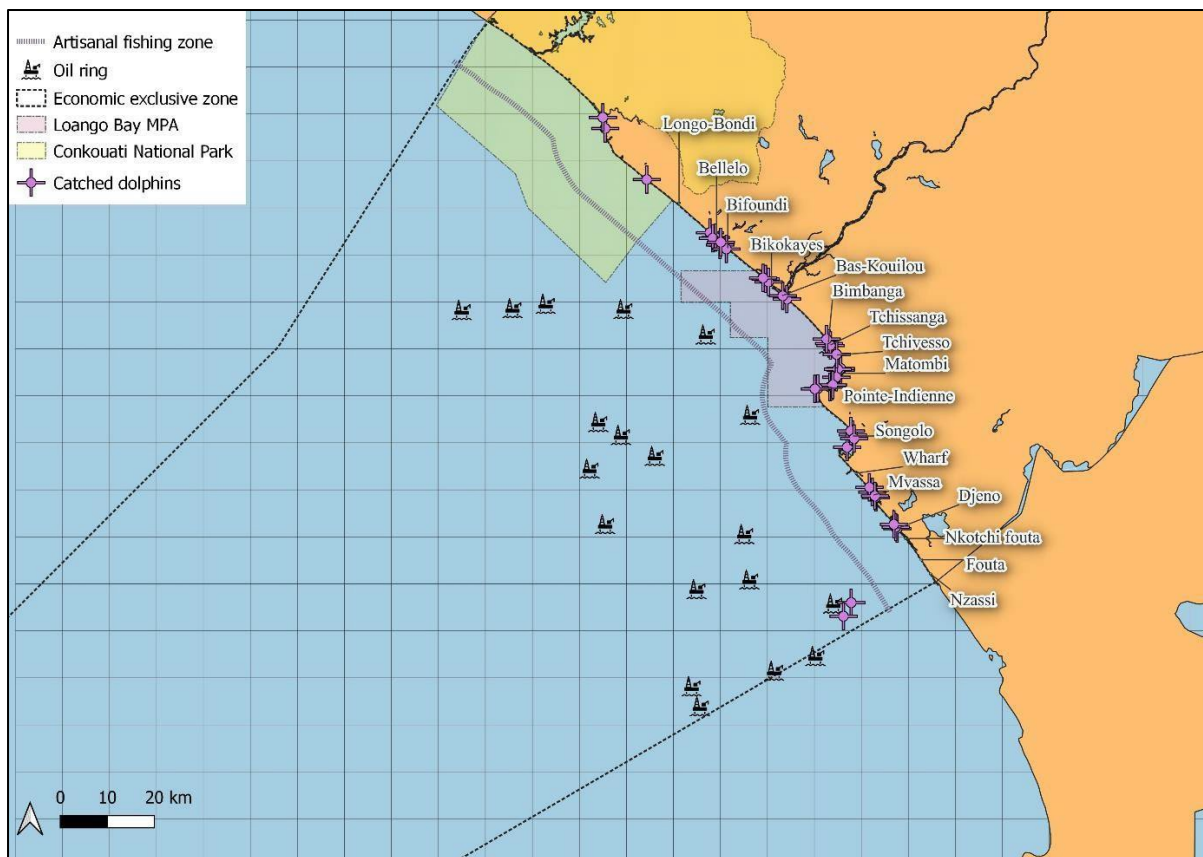 Artisanal fishing zone
Oil ring
Economic exclusive zone
Loango Bay MPA
Conkouati National Park
Catched dolphins
Longo-Bondi
Bellelo
Bifoundi
Bikokayes
Bas-Kouilou
Bimbanga
Tchissanga
Tchivesso
Matombi
Pointe-Indienne
Songolo
Wharf
Mvassa
Djeno
Nkotchi fouta
Fouta
Nzassi
0 10 20 km